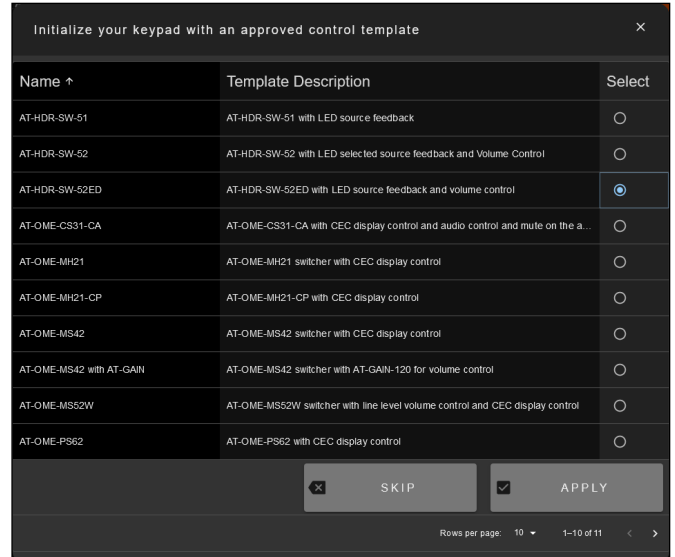 Initialize your keypad with an approved control template
Name ↑ Template Description Select
AT-HDR-SW-51 AT-HDR-SW-51 with LED source feedback
AT-HDR-SW-52 AT-HDR-SW-52 with LED selected source feedback and Volume Control
AT-HDR-SW-52ED AT-HDR-SW-52ED with LED source feedback and volume control
AT-OME-CS31-CA AT-OME-CS31-CA with CEC display control and audio control and mute on the a...
AT-OME-MH21 AT-OME-MH21 switcher with CEC display control
AT-OME-MH21-CP AT-OME-MH21-CP with CEC display control
AT-OME-MS42 AT-OME-MS42 switcher with CEC display control
AT-OME-MS42 with AT-GAIN AT-OME-MS42 switcher with AT-GAIN-120 for volume control
AT-OME-MS52W AT-OME-MS52W switcher with line level volume control and CEC display control
AT-OME-PS62 AT-OME-PS62 with CEC display control
SKIP APPLY
Rows per page: 10 1–10 of 11